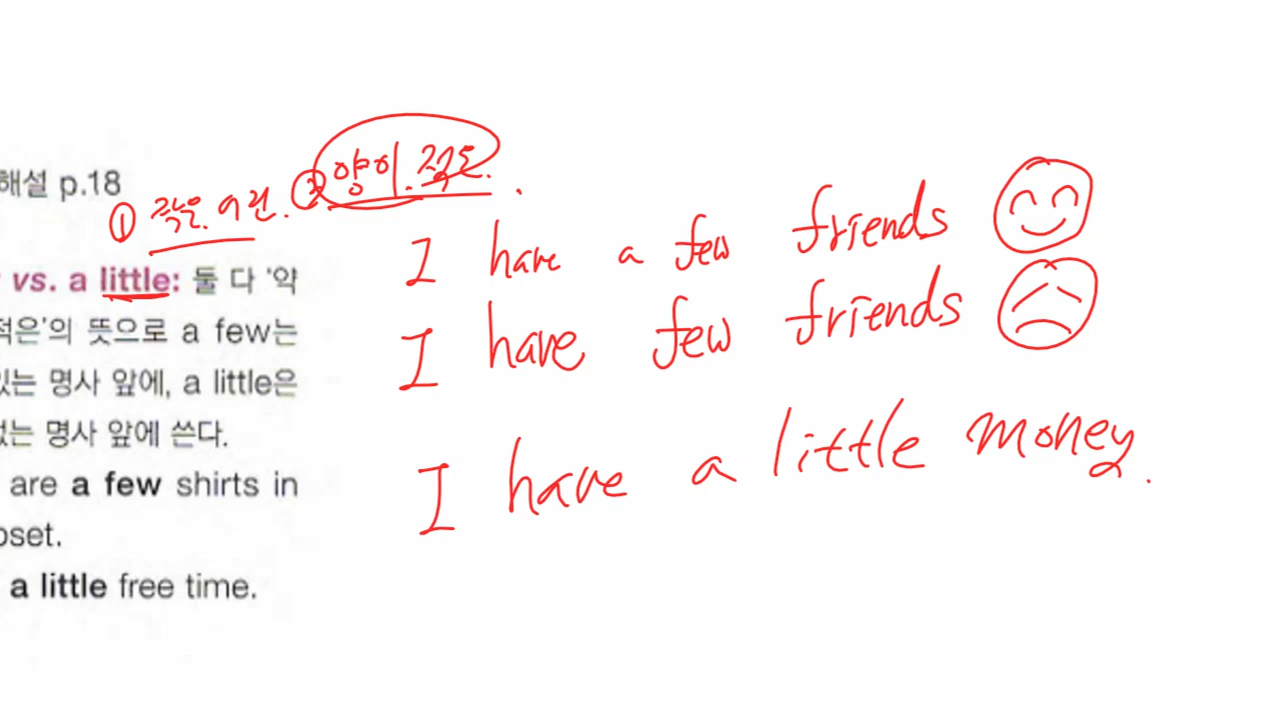 해설 p.18
① 작은. 어린. ② 양이.
vs. a little: 둘 다 '약
적은'의 뜻으로 a few는
있는 명사 앞에, a little은
없는 명사 앞에 쓴다.
are a few shirts in
oset.
a little free time.
I have a few friends
I have few friends
I have a little money.